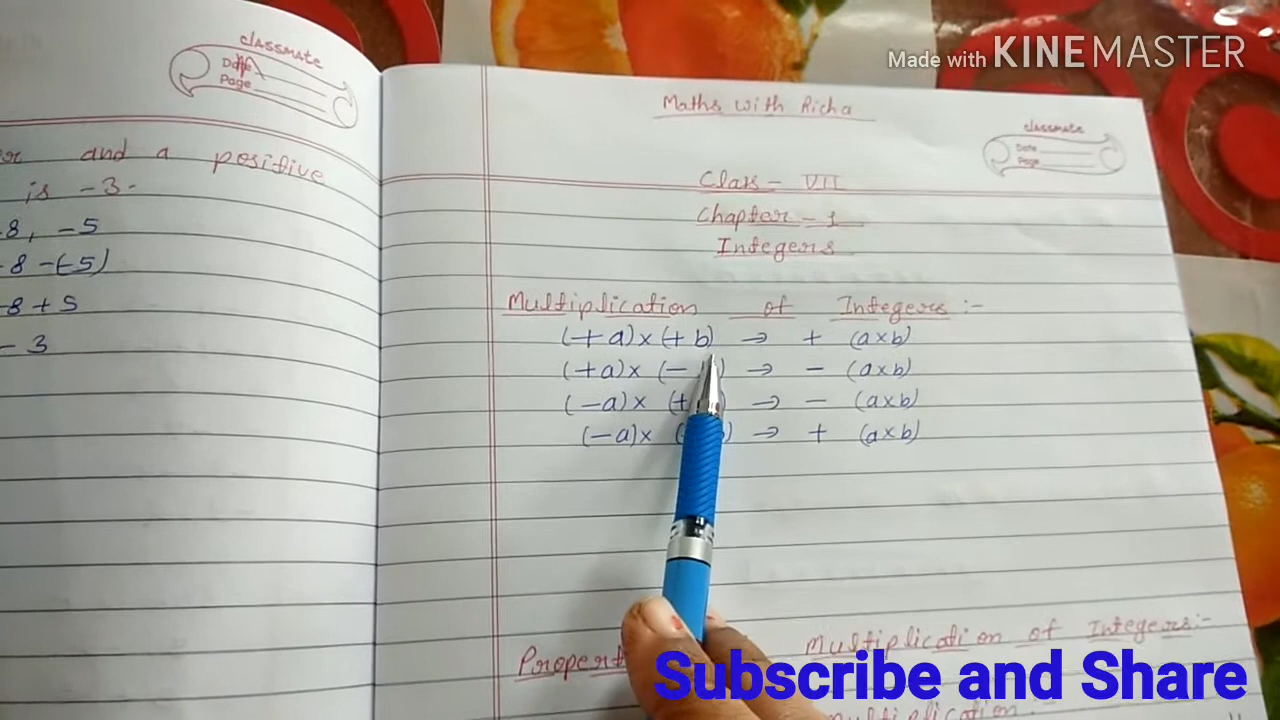 Made with KINEMASTER
classmate
Date
Page
and a positive
is -3.
-8, -5
-8 -(-5)
-8 + 5
- 3
Maths with Richa
classmate
Date
Page
Class - VII
Chapter - 1
Integers
Multiplication of Integers :-
(+ a) x (+ b) → + (a x b)
(+a) x (- ) → - (a x b)
(-a) x (+ ) → - (a x b)
(-a) x ( ) → + (a x b)
Multiplication of Integers:-
Subscribe and Share